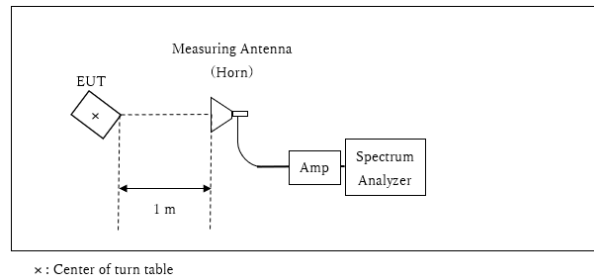 Measuring Antenna
(Horn)
EUT
×
Amp
Spectrum
Analyzer
1 m
× : Center of turn table